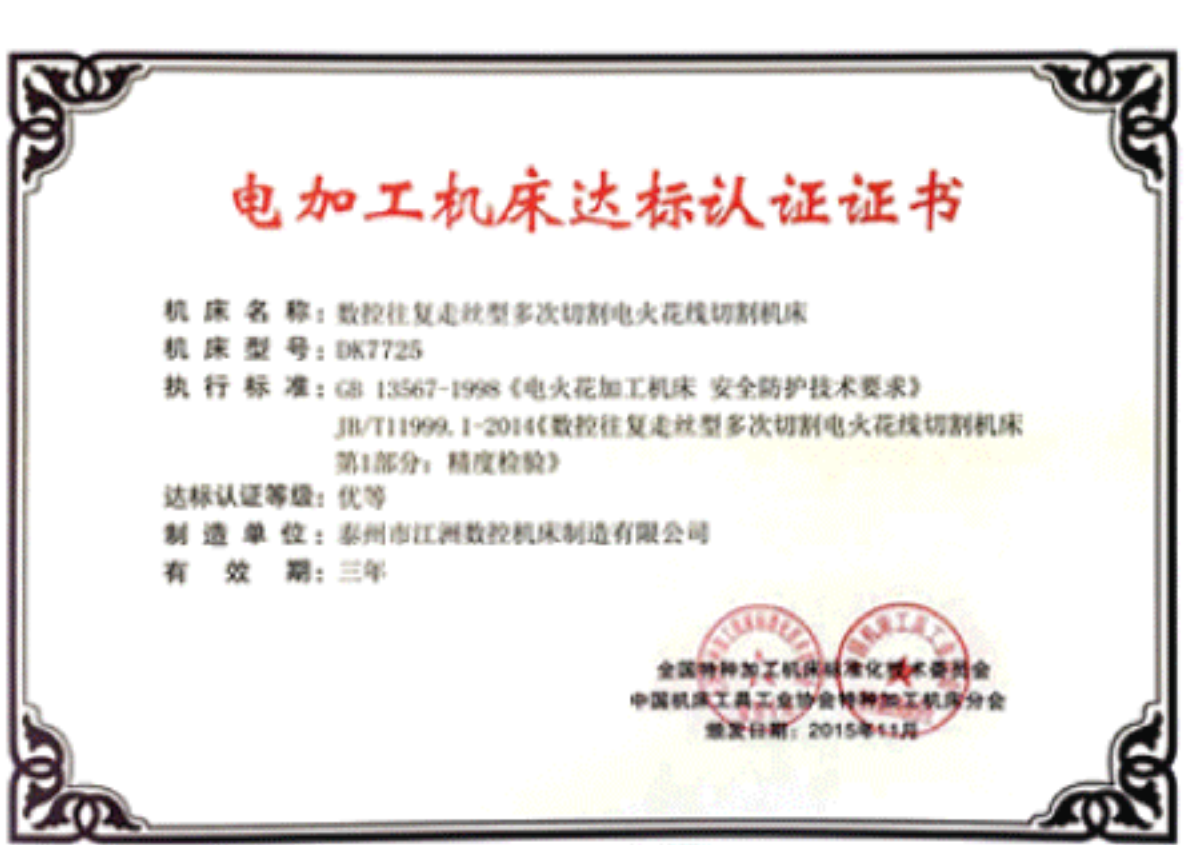 电加工机床达标认证证书
机床名称：数控往复走丝型多次切割电火花线切割机床
机床型号：DK7725
执行标准：GB 13567-1998《电火花加工机床 安全防护技术要求》
JB/T11999.1-2014《数控往复走丝型多次切割电火花线切割机床
第1部分：精度检验》
达标认证等级：优等
制造单位：泰州市江洲数控机床制造有限公司
有效期：三年
全国特种加工机床标准化技术委员会
中国机床工具工业协会特种加工机床分会
颁发日期：2015年11月